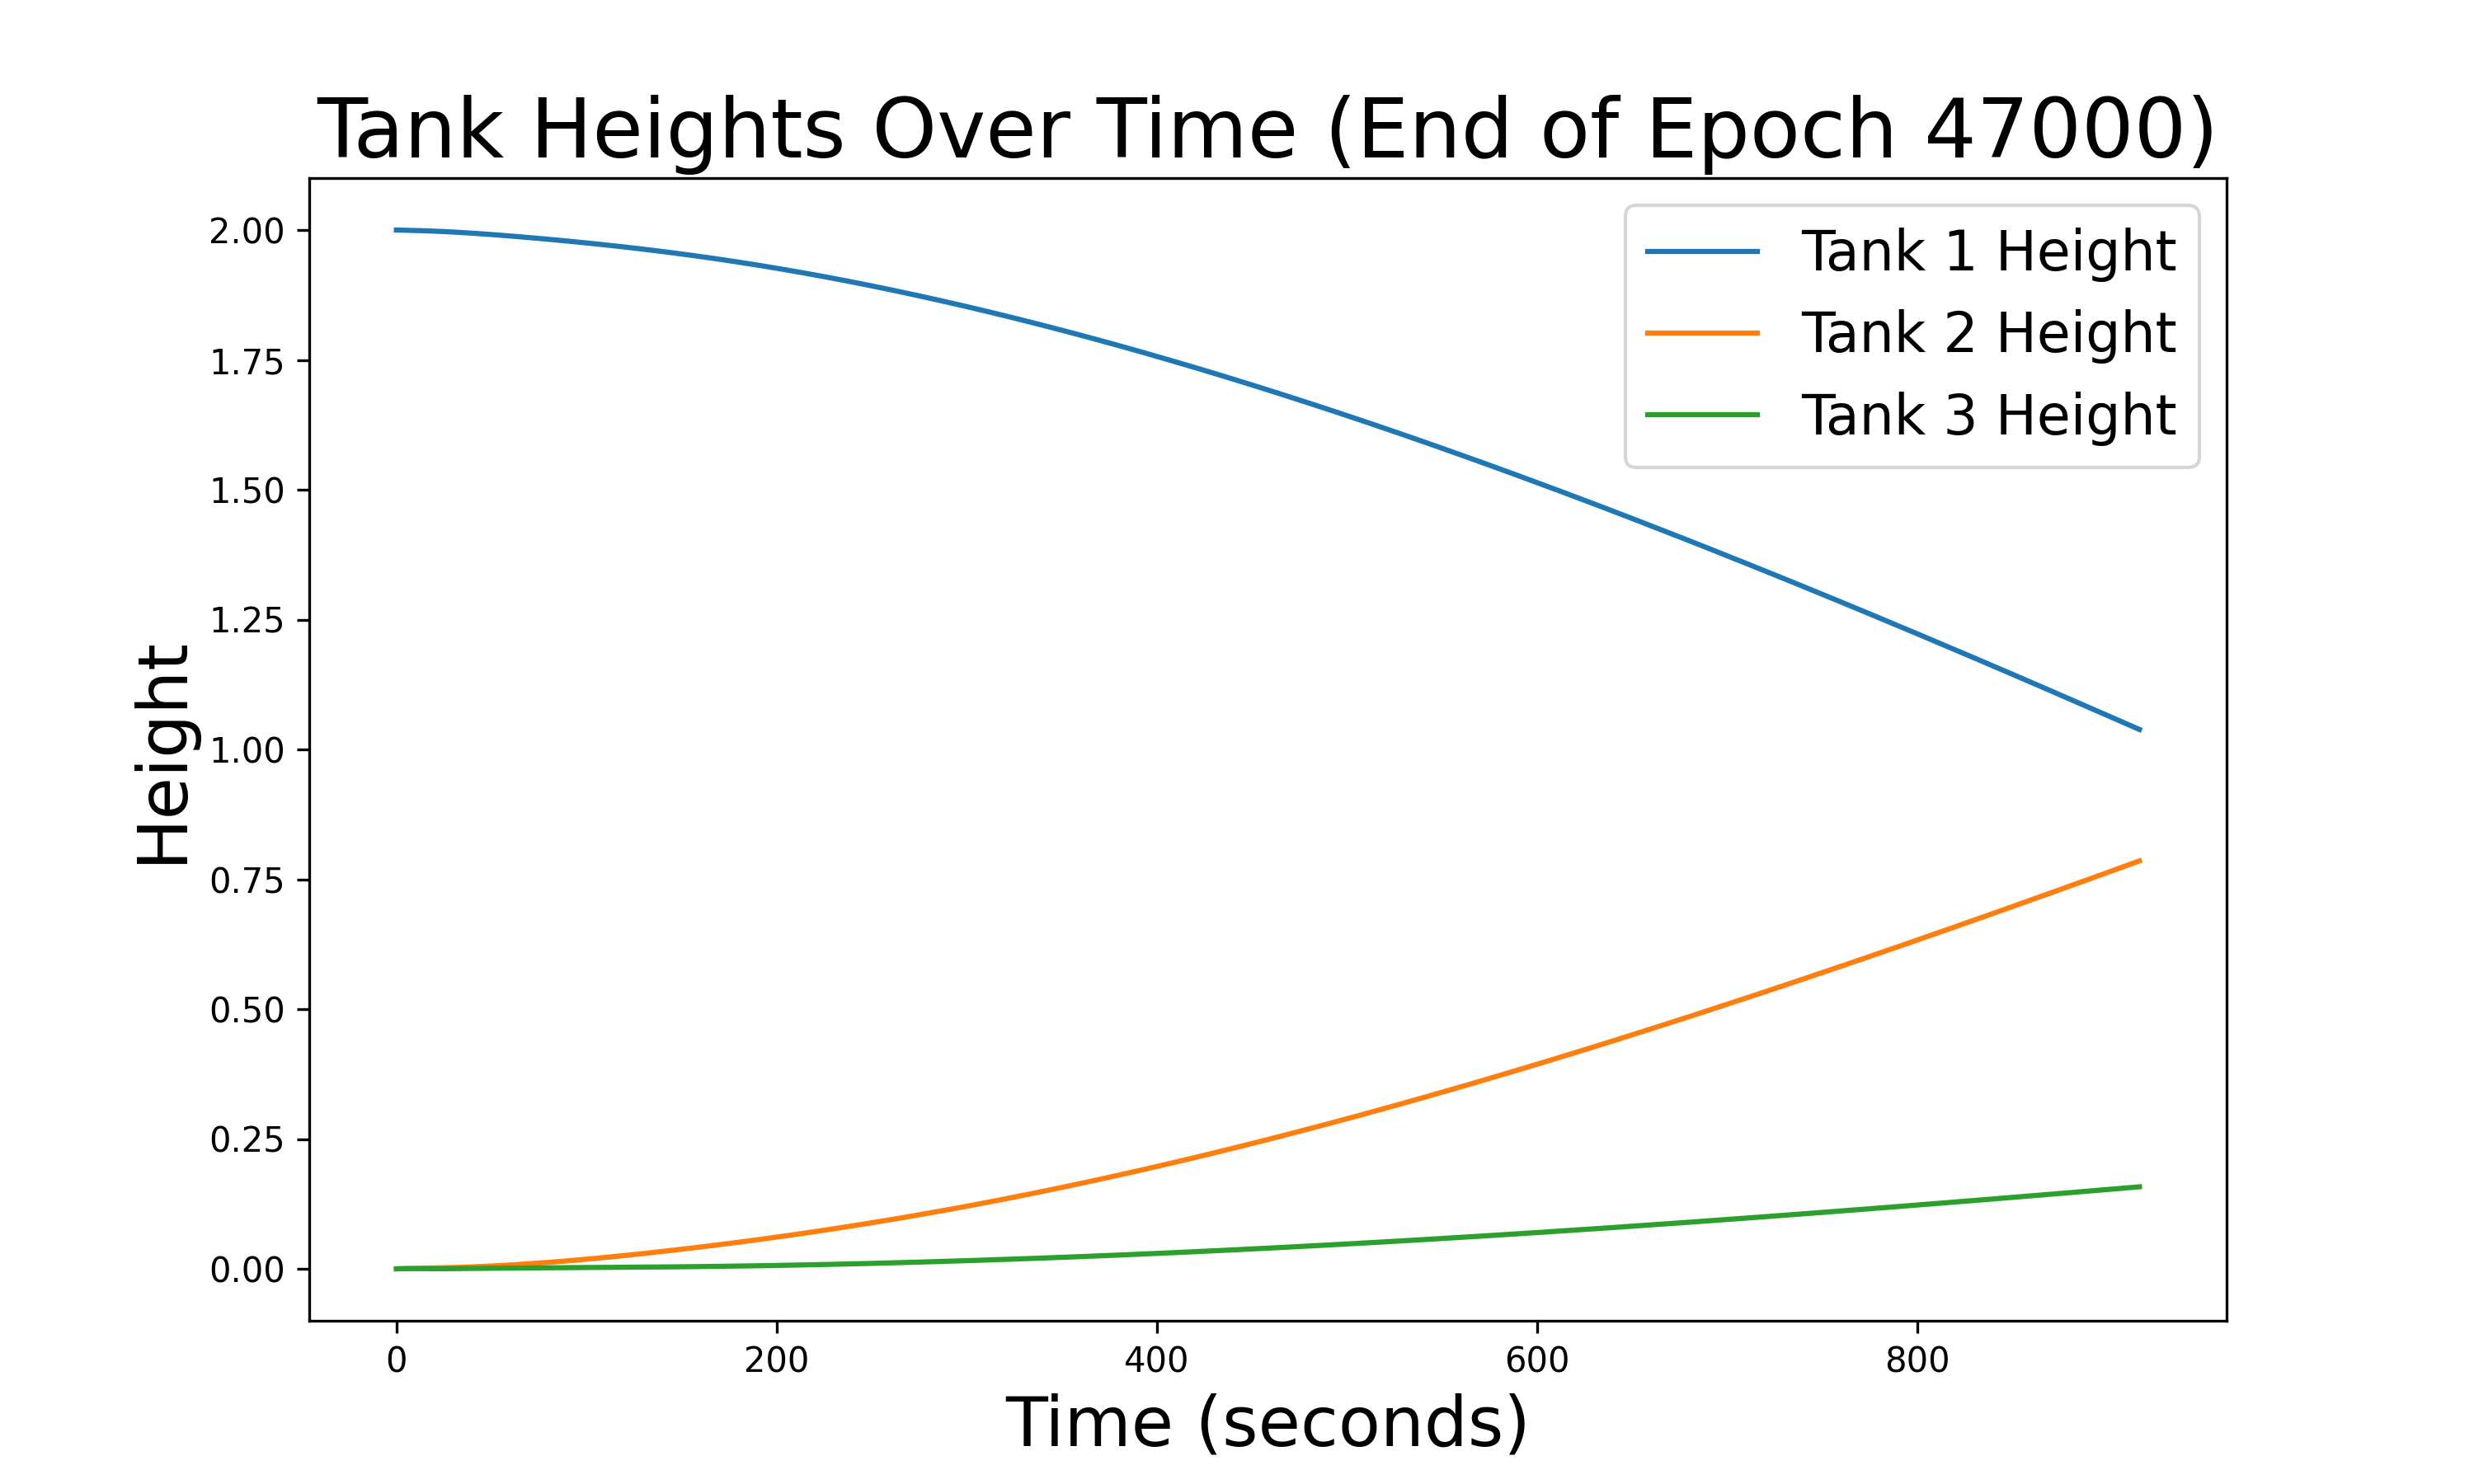 Tank Heights Over Time (End of Epoch 47000)
Tank 1 Height
Tank 2 Height
Tank 3 Height
Height
2.00
1.75
1.50
1.25
1.00
0.75
0.50
0.25
0.00
0 200 400 600 800
Time (seconds)